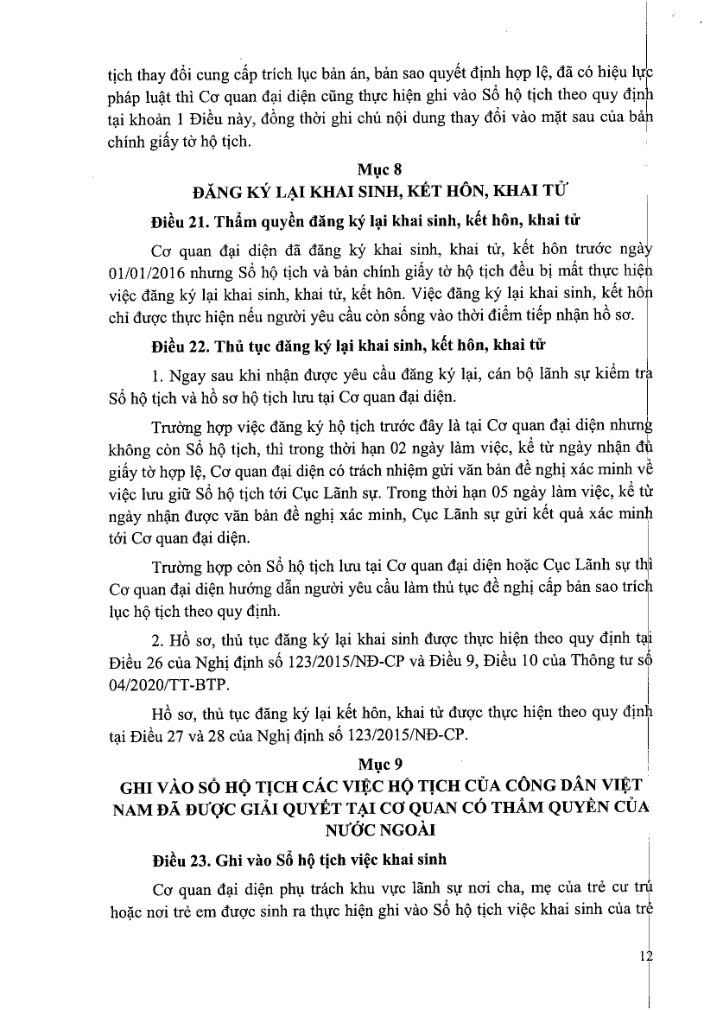 tịch thay đổi cung cấp trích lục bản án, bản sao quyết định hợp lệ, đã có hiệu lực
pháp luật thì Cơ quan đại diện cũng thực hiện ghi vào Sổ hộ tịch theo quy định
tại khoản 1 Điều này, đồng thời ghi chú nội dung thay đổi vào mặt sau của bản
chính giấy tờ hộ tịch.
Mục 8
ĐĂNG KÝ LẠI KHAI SINH, KẾT HÔN, KHAI TỬ
Điều 21. Thẩm quyền đăng ký lại khai sinh, kết hôn, khai tử
Cơ quan đại diện đã đăng ký khai sinh, khai tử, kết hôn trước ngày
01/01/2016 nhưng Sổ hộ tịch và bản chính giấy tờ hộ tịch đều bị mất thực hiện
việc đăng ký lại khai sinh, khai tử, kết hôn. Việc đăng ký lại khai sinh, kết hôn
chỉ được thực hiện nếu người yêu cầu còn sống vào thời điểm tiếp nhận hồ sơ.
Điều 22. Thủ tục đăng ký lại khai sinh, kết hôn, khai tử
1. Ngay sau khi nhận được yêu cầu đăng ký lại, cán bộ lãnh sự kiểm tra
Sổ hộ tịch và hồ sơ hộ tịch lưu tại Cơ quan đại diện.
Trường hợp việc đăng ký hộ tịch trước đây là tại Cơ quan đại diện nhưng
không còn Sổ hộ tịch, thì trong thời hạn 02 ngày làm việc, kể từ ngày nhận đủ
giấy tờ hợp lệ, Cơ quan đại diện có trách nhiệm gửi văn bản đề nghị xác minh về
việc lưu giữ Sổ hộ tịch tới Cục Lãnh sự. Trong thời hạn 05 ngày làm việc, kể từ
ngày nhận được văn bản đề nghị xác minh, Cục Lãnh sự gửi kết quả xác minh
tới Cơ quan đại diện.
Trường hợp còn Sổ hộ tịch lưu tại Cơ quan đại diện hoặc Cục Lãnh sự thì
Cơ quan đại diện hướng dẫn người yêu cầu làm thủ tục đề nghị cấp bản sao trích
lục hộ tịch theo quy định.
2. Hồ sơ, thủ tục đăng ký lại khai sinh được thực hiện theo quy định tại
Điều 26 của Nghị định số 123/2015/NĐ-CP và Điều 9, Điều 10 của Thông tư số
04/2020/TT-BTP.
Hồ sơ, thủ tục đăng ký lại kết hôn, khai tử được thực hiện theo quy định
tại Điều 27 và 28 của Nghị định số 123/2015/NĐ-CP.
Mục 9
GHI VÀO SỔ HỘ TỊCH CÁC VIỆC HỘ TỊCH CỦA CÔNG DÂN VIỆT
NAM ĐÃ ĐƯỢC GIẢI QUYẾT TẠI CƠ QUAN CÓ THẨM QUYỀN CỦA
NƯỚC NGOÀI
Điều 23. Ghi vào Sổ hộ tịch việc khai sinh
Cơ quan đại diện phụ trách khu vực lãnh sự nơi cha, mẹ của trẻ cư trú
hoặc nơi trẻ em được sinh ra thực hiện ghi vào Sổ hộ tịch việc khai sinh của trẻ
12